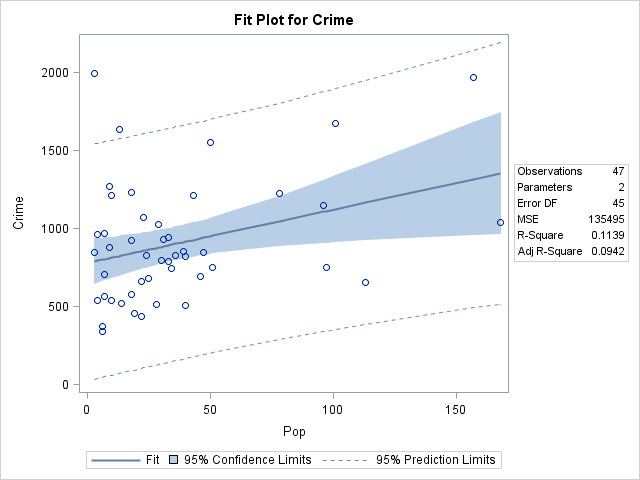 Fit Plot for Crime
2000
1500
1000
500
0
Crime
0 50 100 150
Pop
Observations 47
Parameters 2
Error DF 45
MSE 135495
R-Square 0.1139
Adj R-Square 0.0942
Fit 95% Confidence Limits 95% Prediction Limits